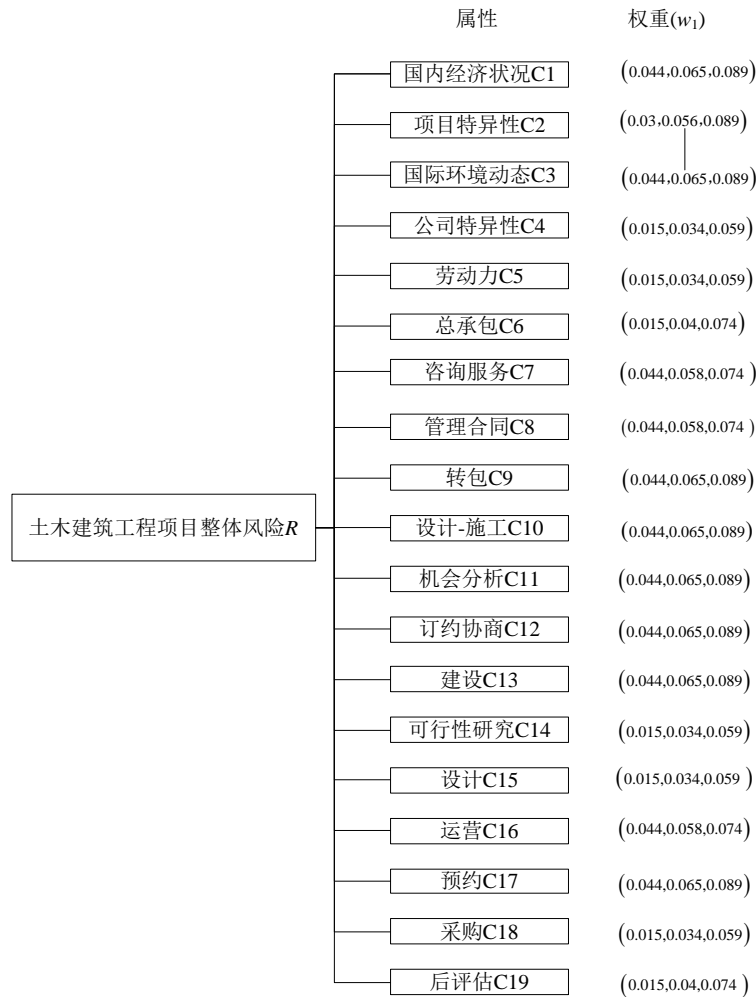 属性 权重(w1)
国内经济状况C1 (0.044,0.065,0.089)
项目特异性C2 (0.03,0.056,0.089)
国际环境动态C3 (0.044,0.065,0.089)
公司特异性C4 (0.015,0.034,0.059)
劳动力C5 (0.015,0.034,0.059)
总承包C6 (0.015,0.04,0.074)
咨询服务C7 (0.044,0.058,0.074)
管理合同C8 (0.044,0.058,0.074)
转包C9 (0.044,0.065,0.089)
土木建筑工程项目整体风险R
设计-施工C10 (0.044,0.065,0.089)
机会分析C11 (0.044,0.065,0.089)
订约协商C12 (0.044,0.065,0.089)
建设C13 (0.044,0.065,0.089)
可行性研究C14 (0.015,0.034,0.059)
设计C15 (0.015,0.034,0.059)
运营C16 (0.044,0.058,0.074)
预约C17 (0.044,0.065,0.089)
采购C18 (0.015,0.034,0.059)
后评估C19 (0.015,0.04,0.074)